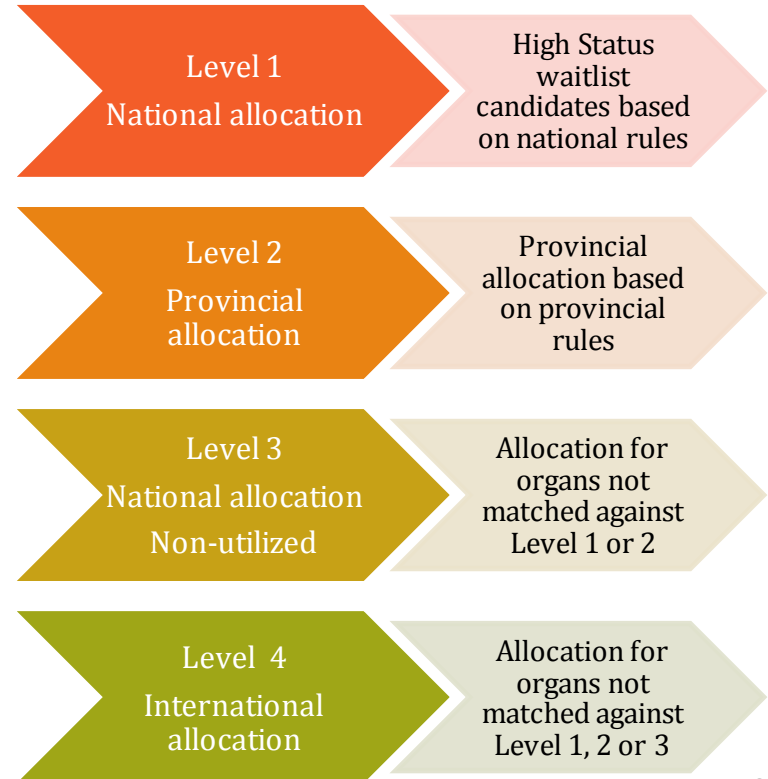 Level 1
National allocation
High Status
waitlist
candidates based
on national rules
Level 2
Provincial
allocation
Provincial
allocation based
on provincial
rules
Level 3
National allocation
Non-utilized
Allocation for
organs not
matched against
Level 1 or 2
Level  4
International
allocation
Allocation for
organs not
matched against
Level 1, 2 or 3